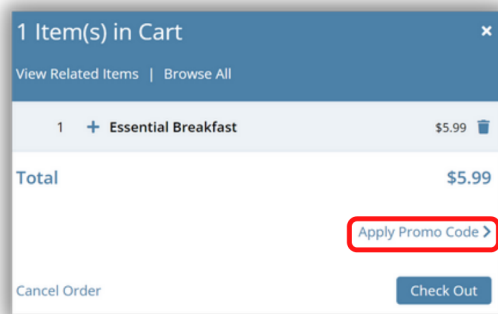 1 Item(s) in Cart ×
View Related Items | Browse All
1 + Essential Breakfast $5.99
Total $5.99
Apply Promo Code >
Cancel Order Check Out